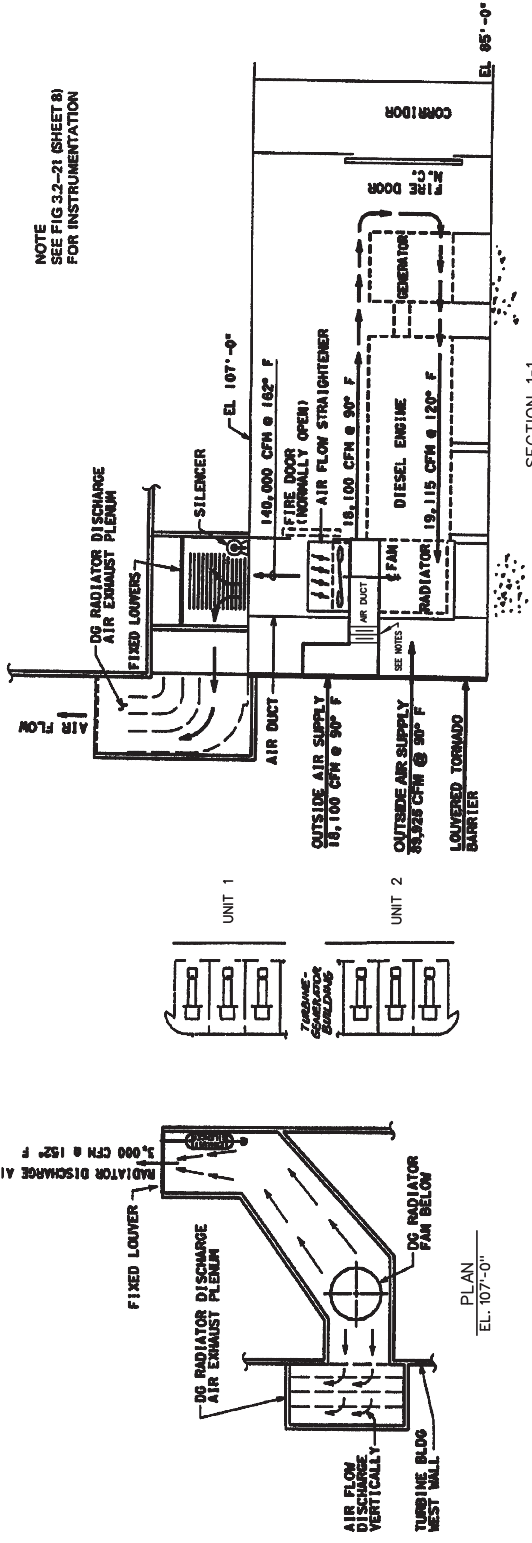 NOTE
SEE FIG 3.2-21 (SHEET 8)
FOR INSTRUMENTATION
DG RADIATOR DISCHARGE
AIR EXHAUST PLENUM
FIXED LOUVERS
SILENCER
EL 107'-0"
AIR FLOW
140,000 CFM @ 162° F
FIRE DOOR
(NORMALLY OPEN)
AIR FLOW STRAIGHTENER
18,100 CFM @ 90° F
AIR DUCT
AIR DUCT
FAN
RADIATOR
DIESEL ENGINE
19,115 CFM @ 120° F
GENERATOR
FIRE DOOR
N.C.
CORRIDOR
EL 85'-0"
SEE NOTES
OUTSIDE AIR SUPPLY
18,100 CFM @ 90° F
OUTSIDE AIR SUPPLY
CFM @ 90° F
LOUVERED TORNADO
BARRIER
SECTION 1-1
UNIT 1
TURBINE-
GENERATOR
BUILDING
UNIT 2
RADIATOR DISCHARGE
3,000 CFM @ 152° F
FIXED LOUVER
DG RADIATOR DISCHARGE
AIR EXHAUST PLENUM
DG RADIATOR
FAN BELOW
AIR FLOW
DISCHARGE
VERTICALLY
TURBINE BLDG
WEST WALL
PLAN
EL. 107'-0"